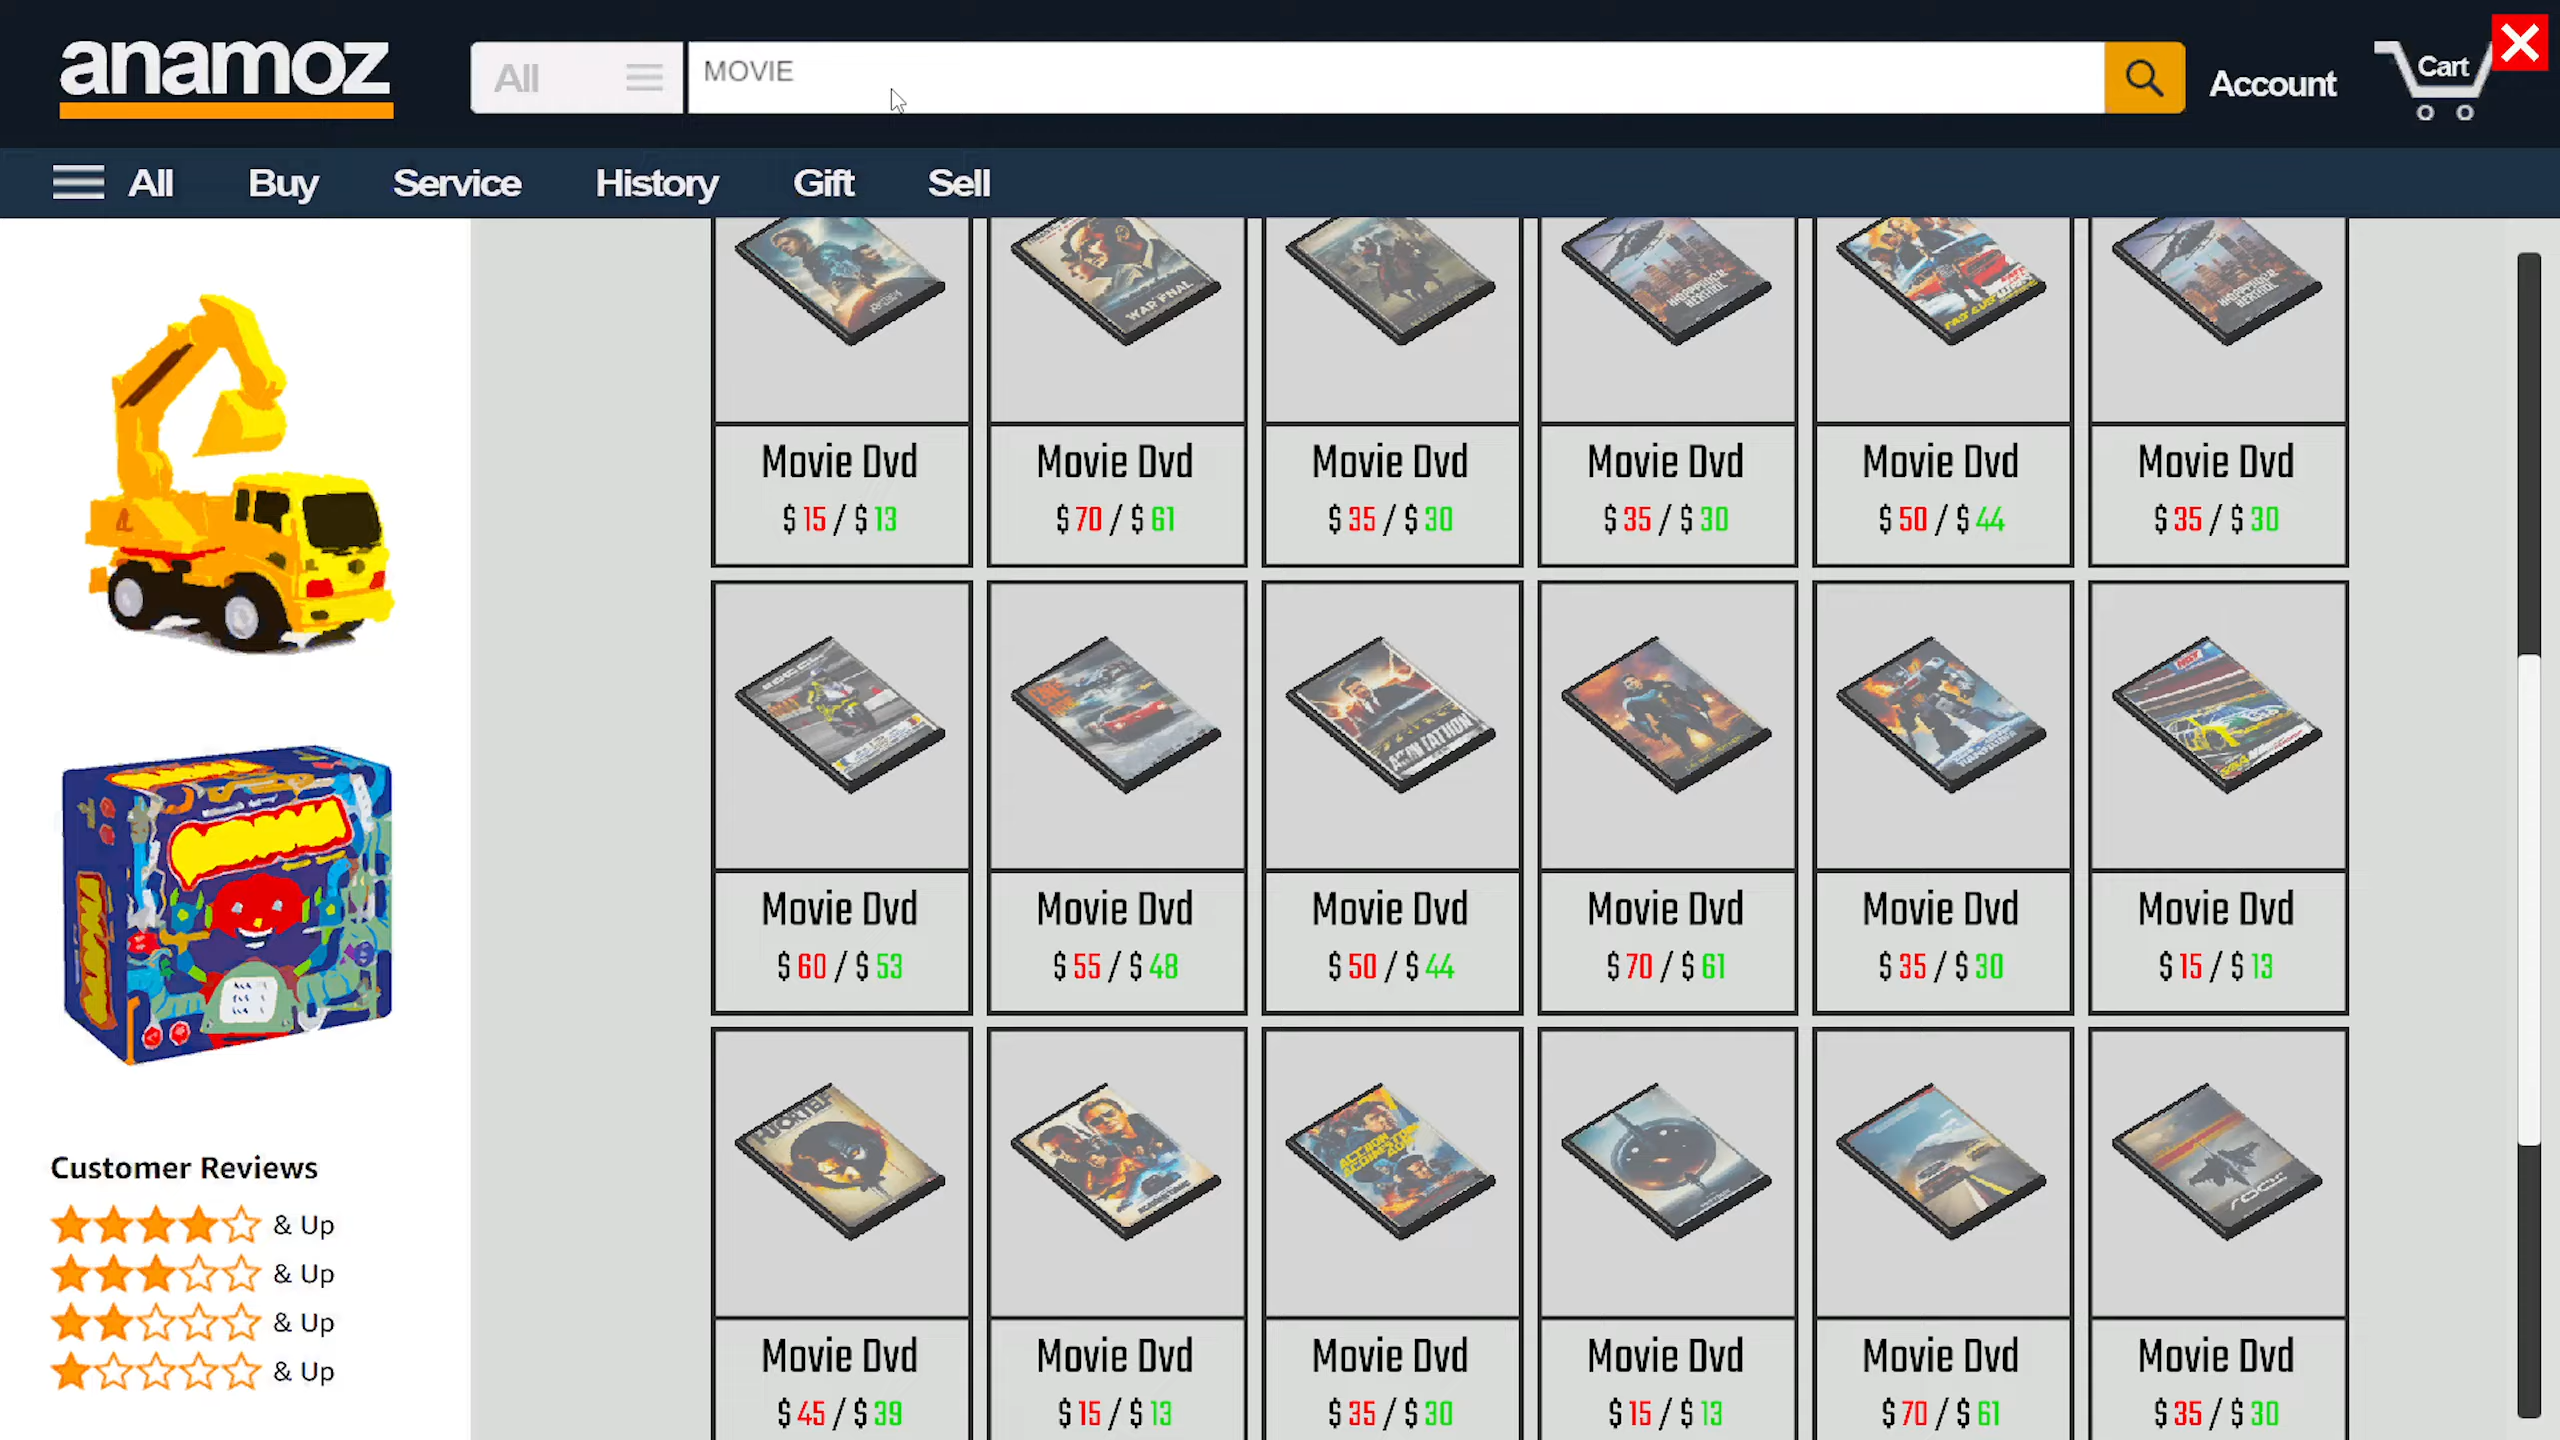 anamoz
All
MOVIE
Account
Cart
All Buy Service History Gift Sell
WAR FNAL
Movie Dvd
$ 15 / $ 13
Movie Dvd
$ 70 / $ 61
Movie Dvd
$ 35 / $ 30
Movie Dvd
$ 35 / $ 30
Movie Dvd
$ 50 / $ 44
Movie Dvd
$ 35 / $ 30
Movie Dvd
$ 60 / $ 53
Movie Dvd
$ 55 / $ 48
Movie Dvd
$ 50 / $ 44
Movie Dvd
$ 70 / $ 61
Movie Dvd
$ 35 / $ 30
Movie Dvd
$ 15 / $ 13
Movie Dvd
$ 45 / $ 39
Movie Dvd
$ 15 / $ 13
Movie Dvd
$ 35 / $ 30
Movie Dvd
$ 15 / $ 13
Movie Dvd
$ 70 / $ 61
Movie Dvd
$ 35 / $ 30
Customer Reviews
& Up
& Up
& Up
& Up